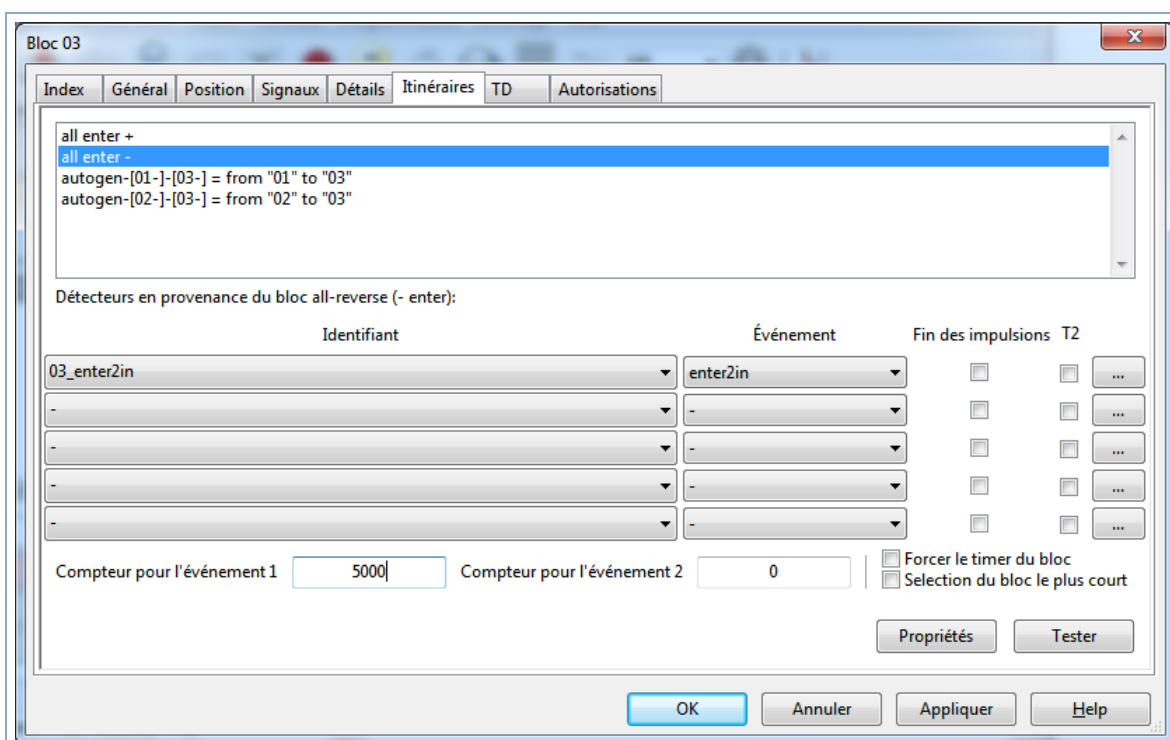 Bloc 03
Index Général Position Signaux Détails Itinéraires TD Autorisations
all enter +
all enter -
autogen-[01-]-[03-] = from "01" to "03"
autogen-[02-]-[03-] = from "02" to "03"
Détecteurs en provenance du bloc all-reverse (- enter):
Identifiant Événement Fin des impulsions T2
03_enter2in enter2in ...
- - ...
- - ...
- - ...
- - ...
Compteur pour l'événement 1 5000 Compteur pour l'événement 2 0 Forcer le timer du bloc
Selection du bloc le plus court
Propriétés Tester
OK Annuler Appliquer Help